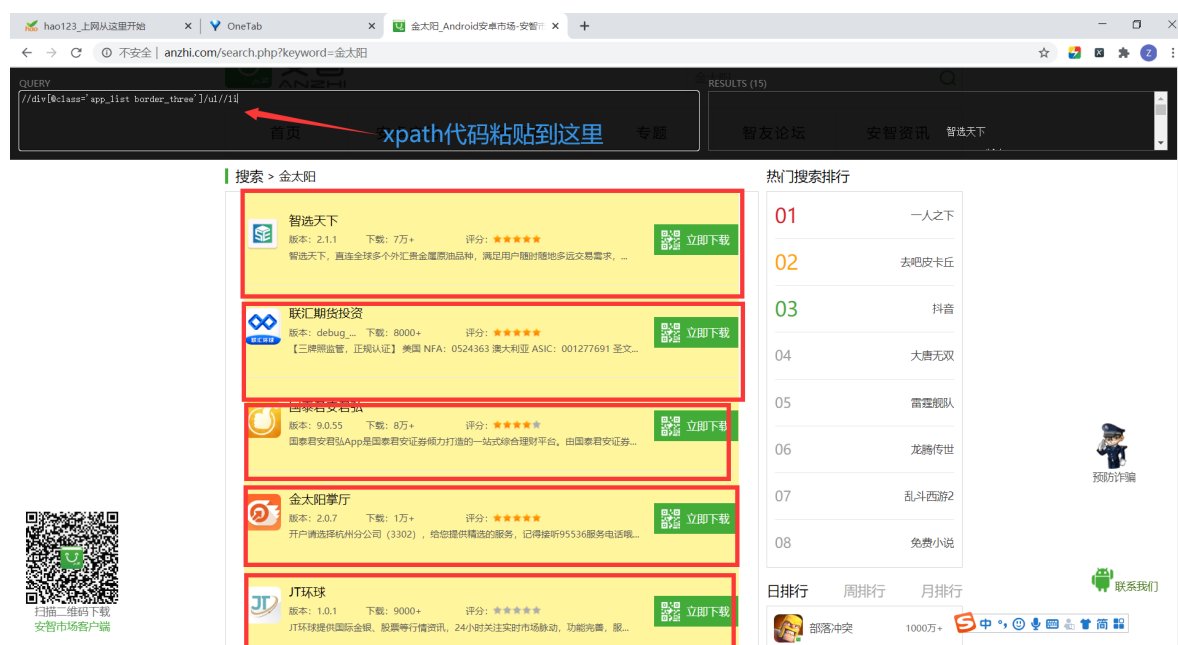 hao123_上网从这里开始
OneTab
金太阳_Android安卓市场-安智市
不安全 | anzhi.com/search.php?keyword=金太阳
QUERY
//div[@class='app_list border_three']/ul//li
RESULTS (15)
智选天下
ANZHI
首页
专题
智友论坛
安智资讯
xpath代码粘贴到这里
搜索 > 金太阳
智选天下
版本: 2.1.1 下载: 7万+ 评分:
智选天下，直连全球多个外汇贵金属原油品种，满足用户随时随地多远交易需求，...
立即下载
联汇期货投资
版本: debug_... 下载: 8000+ 评分:
【三牌照监管，正规认证】 美国 NFA: 0524363 澳大利亚 ASIC: 001277691 圣文...
立即下载
联汇环球
国泰君安君弘
版本: 9.0.55 下载: 8万+ 评分:
国泰君安君弘App是国泰君安证券倾力打造的一站式综合理财平台。由国泰君安证券...
立即下载
金太阳掌厅
版本: 2.0.7 下载: 1万+ 评分:
开户请选择杭州分公司（3302），给您提供精选的服务，记得接听95536服务电话哦...
立即下载
JT环球
版本: 1.0.1 下载: 9000+ 评分:
JT环球提供国际金银、股票等行情资讯，24小时关注实时市场脉动，功能完善，服...
立即下载
热门搜索排行
01 一人之下
02 去吧皮卡丘
03 抖音
04 大唐无双
05 雷霆舰队
06 龙腾传世
07 乱斗西游2
08 免费小说
日排行 周排行 月排行
部落冲突 1000万+
扫描二维码下载
安智市场客户端
预防诈骗
联系我们
中
简